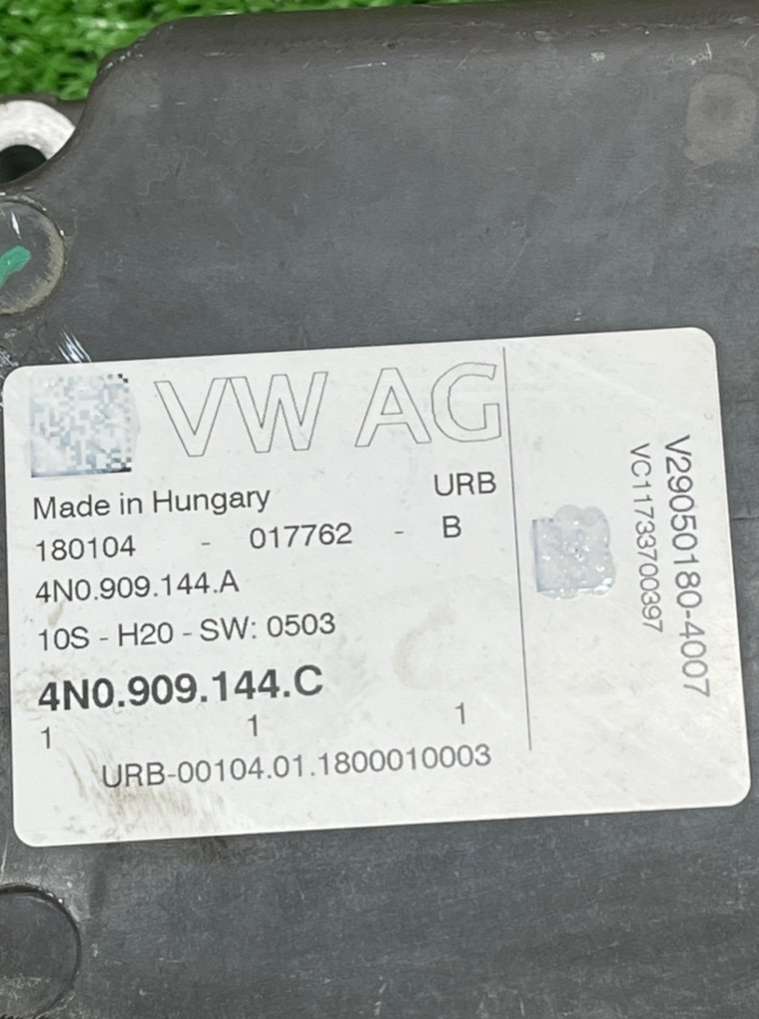 VW AG
Made in Hungary URB
180104 - 017762 - B
4N0.909.144.A
10S - H20 - SW: 0503
4N0.909.144.C
1 1 1
URB-00104.01.1800010003
V29050180-4007
VC11733700397